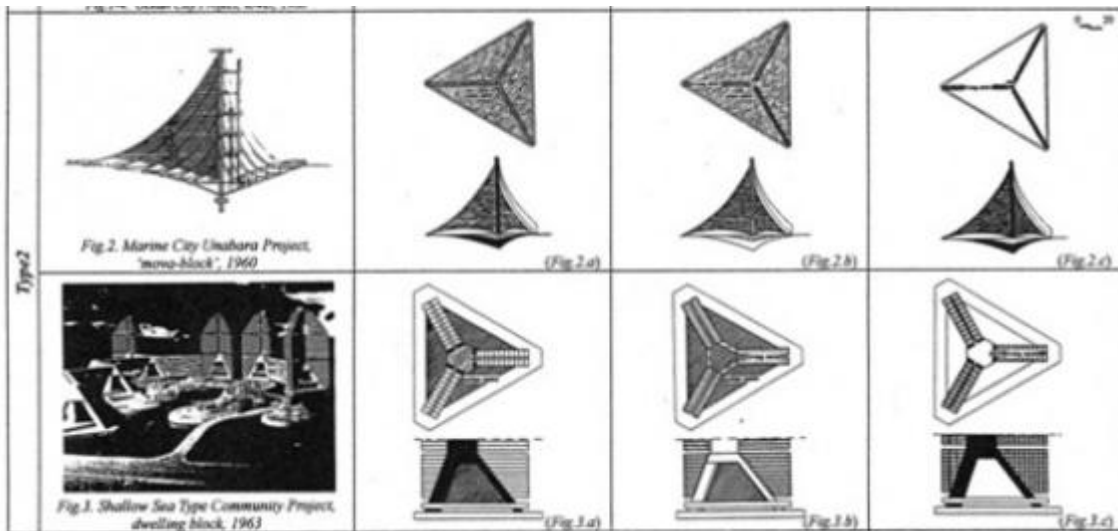 Type2
Fig.2. Marine City Unabara Project,
'mova-block', 1960
(Fig.2.a)
(Fig.2.b)
(Fig.2.c)
Fig.3. Shallow Sea Type Community Project,
dwelling block, 1963
(Fig.3.a)
(Fig.3.b)
(Fig.3.c)